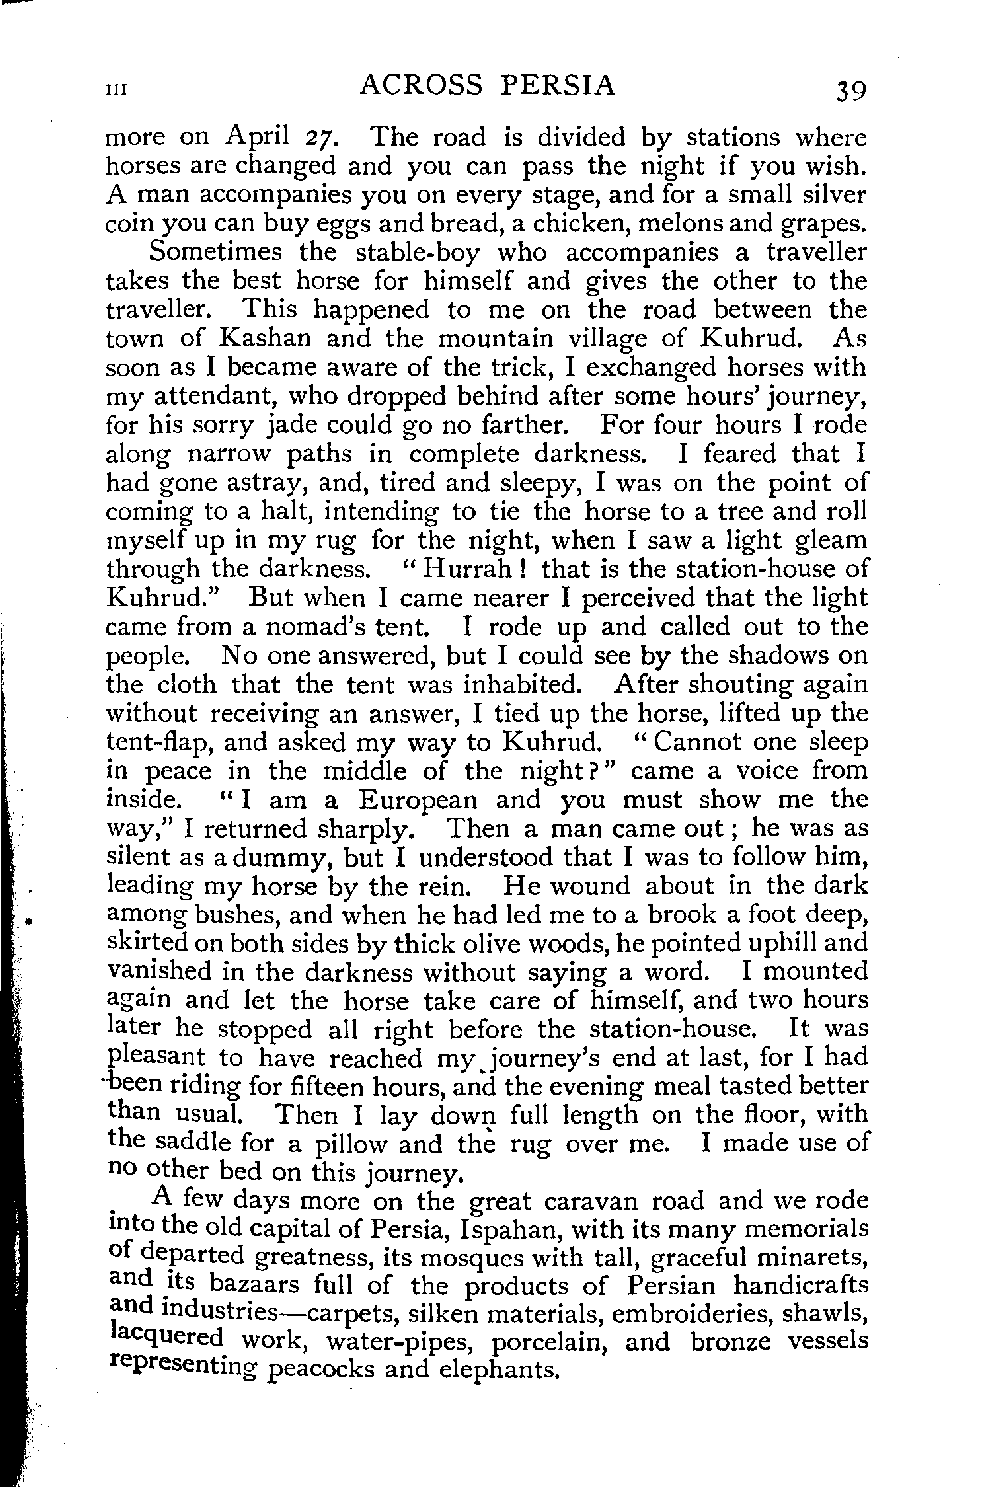 III ACROSS PERSIA 39
more on April 27. The road is divided by stations where
horses are changed and you can pass the night if you wish.
A man accompanies you on every stage, and for a small silver
coin you can buy eggs and bread, a chicken, melons and grapes.
Sometimes the stable-boy who accompanies a traveller
takes the best horse for himself and gives the other to the
traveller. This happened to me on the road between the
town of Kashan and the mountain village of Kuhrud. As
soon as I became aware of the trick, I exchanged horses with
my attendant, who dropped behind after some hours' journey,
for his sorry jade could go no farther. For four hours I rode
along narrow paths in complete darkness. I feared that I
had gone astray, and, tired and sleepy, I was on the point of
coming to a halt, intending to tie the horse to a tree and roll
myself up in my rug for the night, when I saw a light gleam
through the darkness. "Hurrah! that is the station-house of
Kuhrud." But when I came nearer I perceived that the light
came from a nomad's tent. I rode up and called out to the
people. No one answered, but I could see by the shadows on
the cloth that the tent was inhabited. After shouting again
without receiving an answer, I tied up the horse, lifted up the
tent-flap, and asked my way to Kuhrud. "Cannot one sleep
in peace in the middle of the night?" came a voice from
inside. "I am a European and you must show me the
way," I returned sharply. Then a man came out; he was as
silent as a dummy, but I understood that I was to follow him,
leading my horse by the rein. He wound about in the dark
among bushes, and when he had led me to a brook a foot deep,
skirted on both sides by thick olive woods, he pointed uphill and
vanished in the darkness without saying a word. I mounted
again and let the horse take care of himself, and two hours
later he stopped all right before the station-house. It was
pleasant to have reached my journey's end at last, for I had
been riding for fifteen hours, and the evening meal tasted better
than usual. Then I lay down full length on the floor, with
the saddle for a pillow and the rug over me. I made use of
no other bed on this journey.
A few days more on the great caravan road and we rode
into the old capital of Persia, Ispahan, with its many memorials
of departed greatness, its mosques with tall, graceful minarets,
and its bazaars full of the products of Persian handicrafts
and industries—carpets, silken materials, embroideries, shawls,
lacquered work, water-pipes, porcelain, and bronze vessels
representing peacocks and elephants.